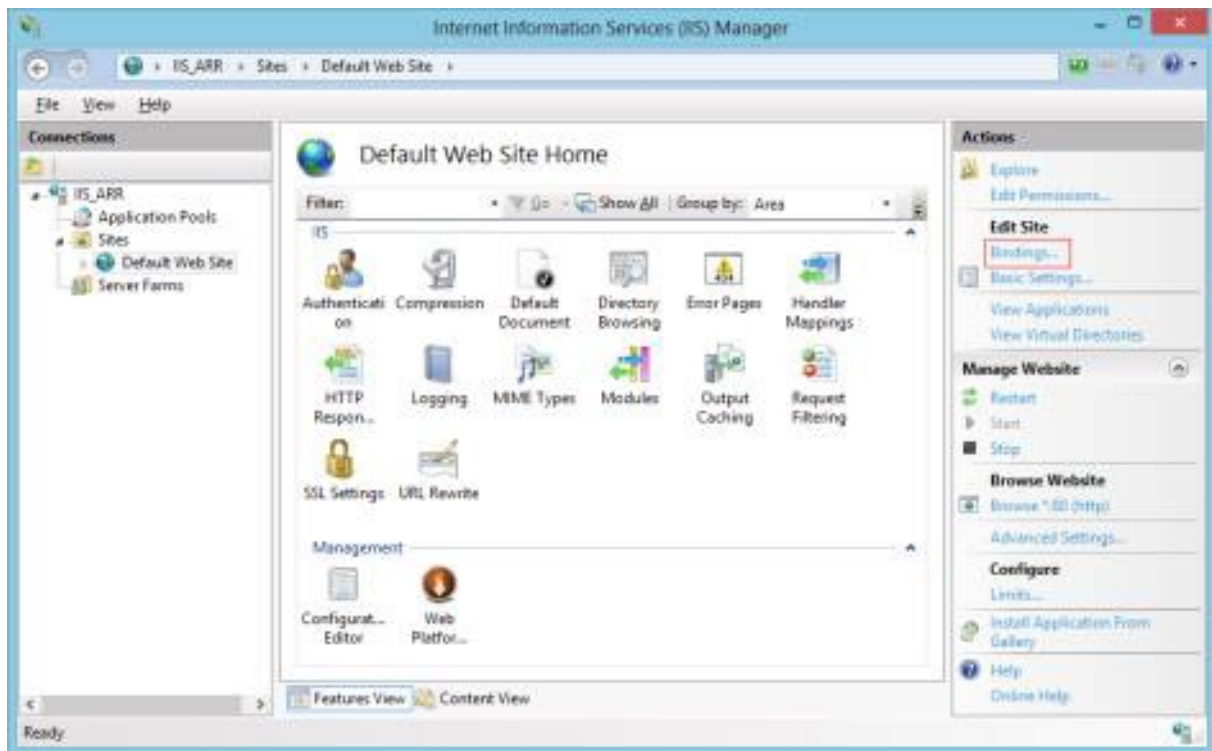 Internet Information Services (IIS) Manager
IIS_ARR Sites Default Web Site
File View Help
Connections
IIS_ARR
Application Pools
Sites
Default Web Site
Server Farms
Default Web Site Home
Filter: Go Show All Group by: Area
IIS
Authenticati Compression Default Directory Error Pages Handler
on Document Browsing Mappings
HTTP Logging MIME Types Modules Output Request
Respon... Caching Filtering
SSL Settings URL Rewrite
Management
Configurat... Web
Editor Platfor...
Features View Content View
Actions
Explore
Edit Permissions...
Edit Site
Bindings...
Basic Settings...
View Applications
View Virtual Directories
Manage Website
Restart
Start
Stop
Browse Website
Browse *:80 (http)
Advanced Settings...
Configure
Limits...
Install Application From
Gallery
Help
Online Help
Ready